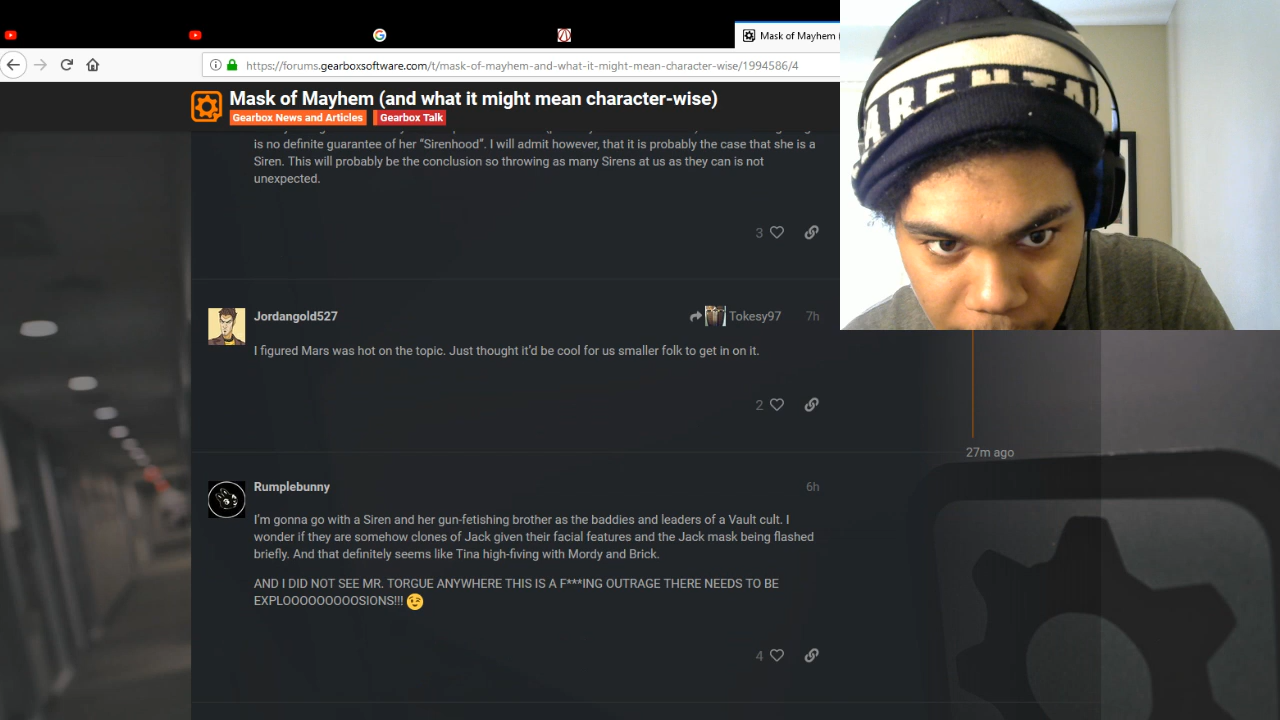 Mask of Mayhem (
https://forums.gearboxsoftware.com/t/mask-of-mayhem-and-what-it-might-mean-character-wise/1994586/4
Mask of Mayhem (and what it might mean character-wise)
Gearbox News and Articles Gearbox Talk
is no definite guarantee of her “Sirenhood”. I will admit however, that it is probably the case that she is a
Siren. This will probably be the conclusion so throwing as many Sirens at us as they can is not
unexpected.
3
Jordangold527 Tokesy97 7h
I figured Mars was hot on the topic. Just thought it’d be cool for us smaller folk to get in on it.
2
27m ago
Rumplebunny 6h
I’m gonna go with a Siren and her gun-fetishing brother as the baddies and leaders of a Vault cult. I
wonder if they are somehow clones of Jack given their facial features and the Jack mask being flashed
briefly. And that definitely seems like Tina high-fiving with Mordy and Brick.
AND I DID NOT SEE MR. TORGUE ANYWHERE THIS IS A F***ING OUTRAGE THERE NEEDS TO BE
EXPLOOOOOOOOOSIONS!!! 😉
4